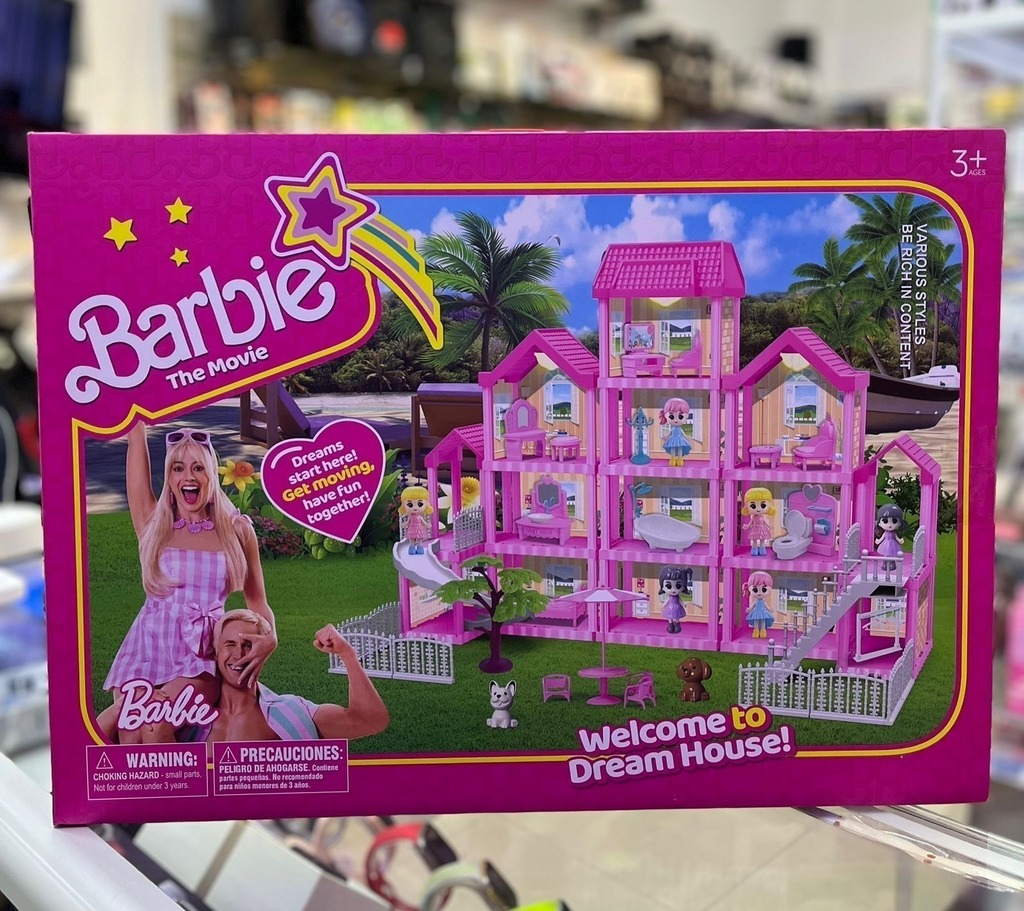 3+
AGES
VARIOUS STYLES
BE RICH IN CONTENT
Barbie
The Movie
Dreams
start here!
Get moving,
have fun
together!
Barbie
WARNING:
CHOKING HAZARD - small parts.
Not for children under 3 years.
PRECAUCIONES:
PELIGRO DE AHOGARSE. Contiene
partes pequeñas. No recomendado
para niños menores de 3 años.
Welcome to
Dream House!